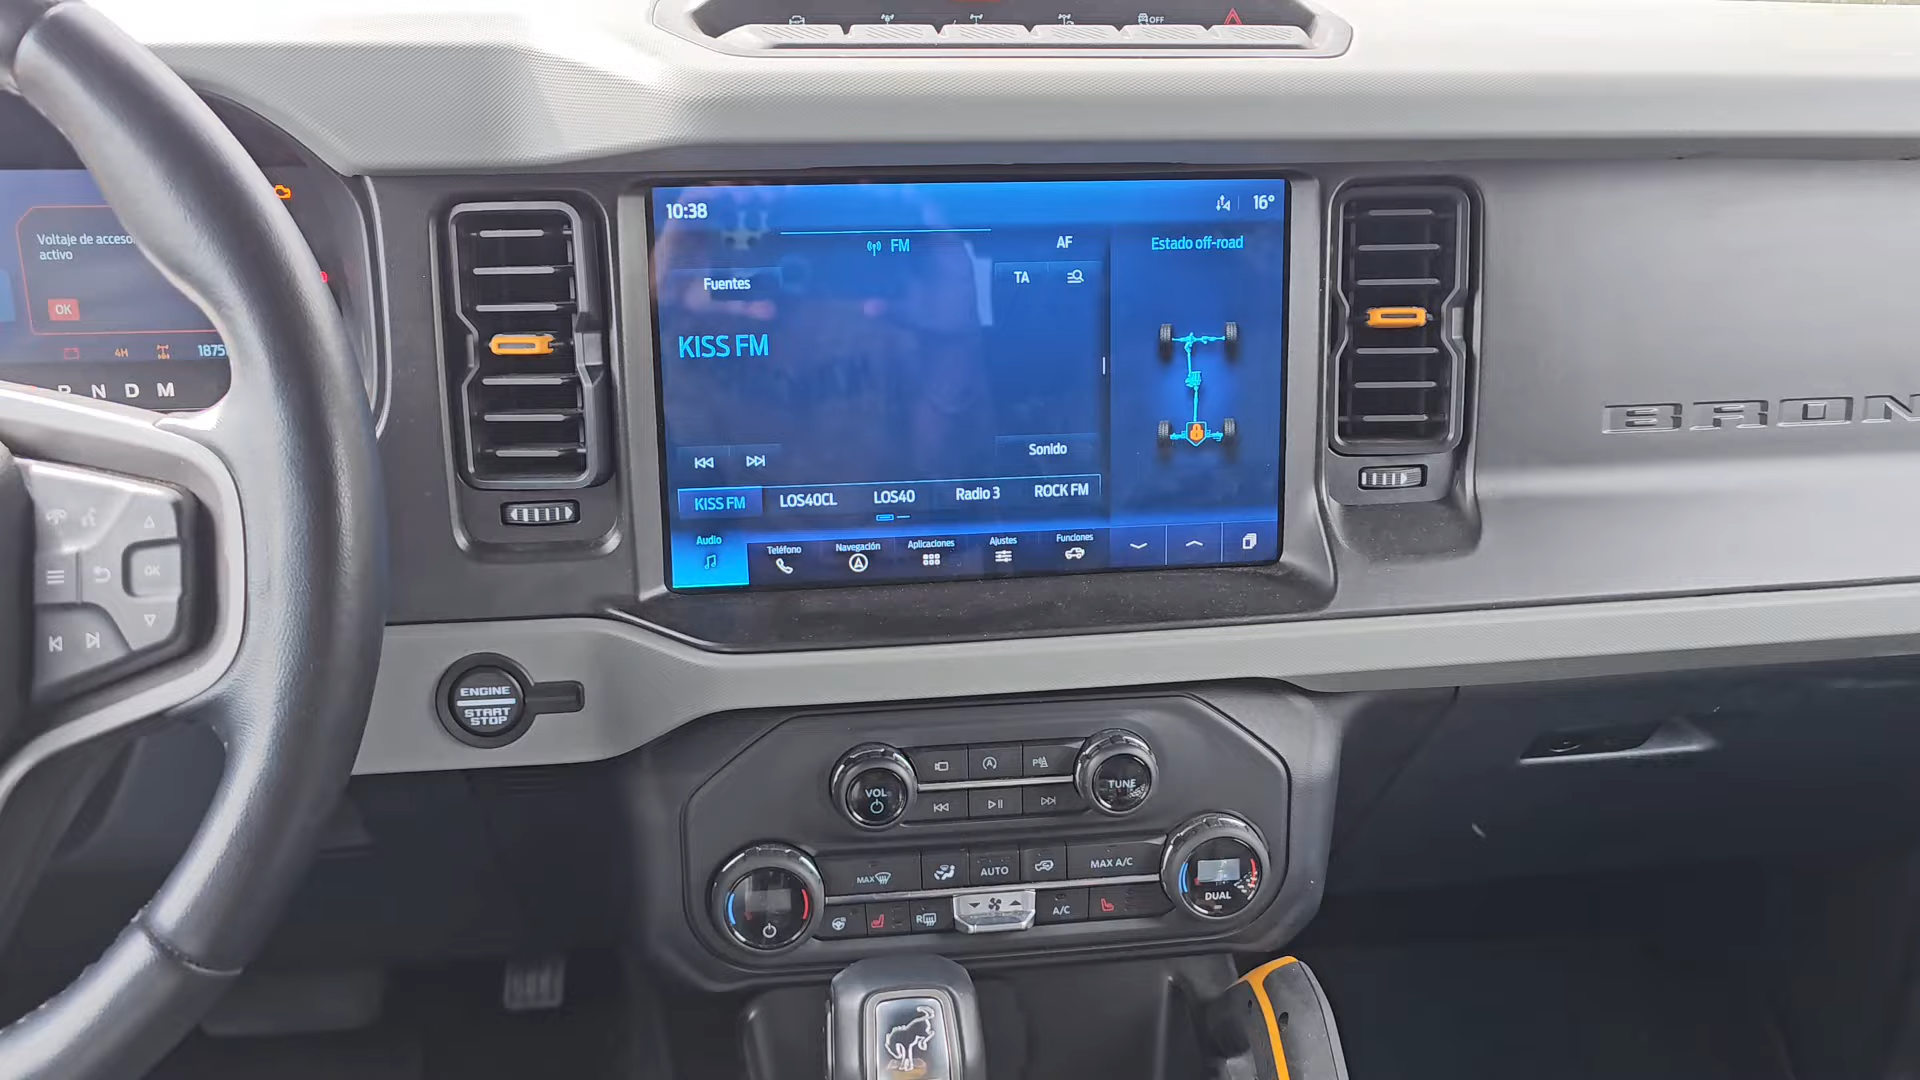 OFF
10:38
16°
FM
AF
Estado off-road
Fuentes
TA
KISS FM
Sonido
KISS FM
LOS40CL
LOS40
Radio 3
ROCK FM
Audio
Teléfono
Navegación
Aplicaciones
Ajustes
Funciones
Voltaje de acceso
activo
OK
4H
1875
R N D M
OK
BRON
ENGINE
START
STOP
VOL
TUNE
MAX
AUTO
MAX A/C
R
A/C
DUAL